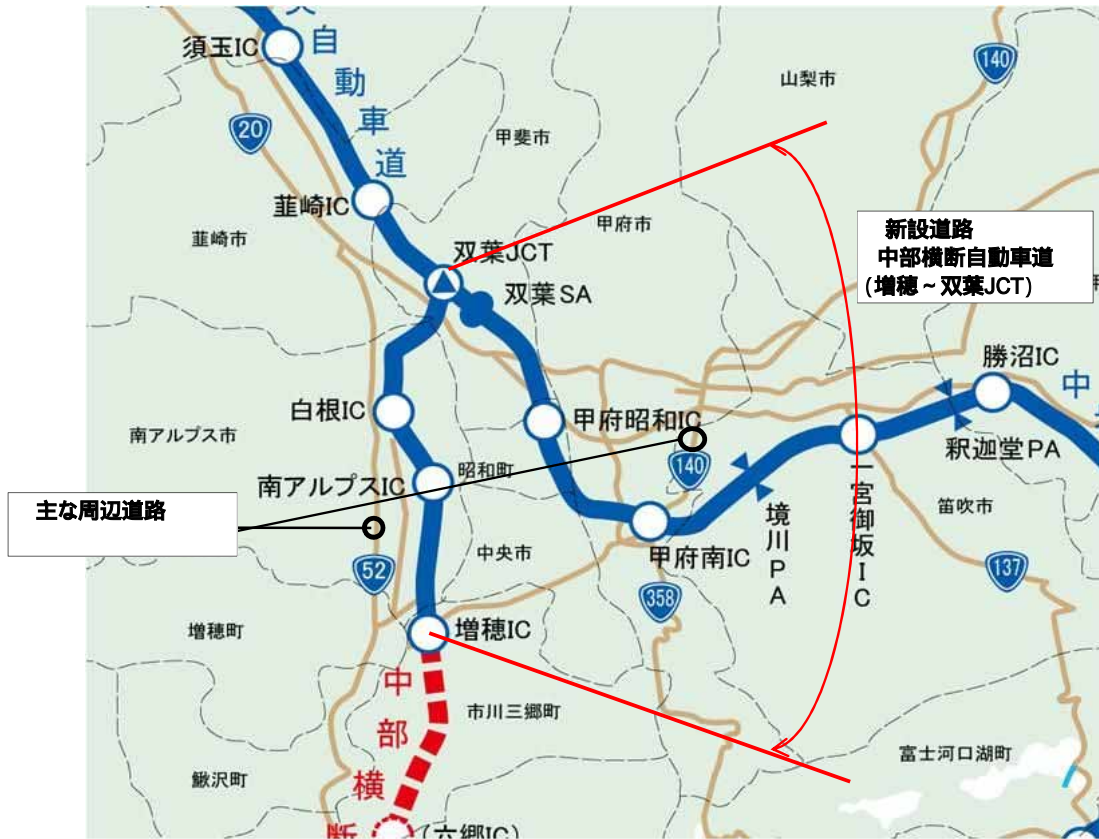 須玉IC
自動車道
140
山梨市
20
甲斐市
韮崎IC
韮崎市
甲府市
新設道路
中部横断自動車道
(増穂~双葉JCT)
双葉JCT
双葉SA
勝沼IC
中
白根IC
甲府昭和IC
釈迦堂PA
南アルプス市
昭和町
140
南アルプスIC
一宮御坂IC
笛吹市
主な周辺道路
境川PA
中央市
甲府南IC
52
358
137
増穂町
増穂IC
中部横断
市川三郷町
富士河口湖町
鰍沢町
(六郷IC)